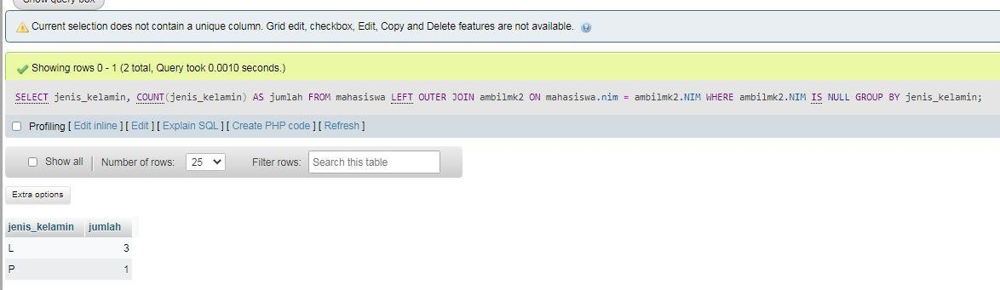 Show query box
Current selection does not contain a unique column. Grid edit, checkbox, Edit, Copy and Delete features are not available.
Showing rows 0 - 1 (2 total, Query took 0.0010 seconds.)
SELECT jenis_kelamin, COUNT(jenis_kelamin) AS jumlah FROM mahasiswa LEFT OUTER JOIN ambilmk2 ON mahasiswa.nim = ambilmk2.NIM WHERE ambilmk2.NIM IS NULL GROUP BY jenis_kelamin;
Profiling [ Edit inline ] [ Edit ] [ Explain SQL ] [ Create PHP code ] [ Refresh ]
Show all | Number of rows: 25 Filter rows: Search this table
Extra options
jenis_kelamin jumlah
L 3
P 1